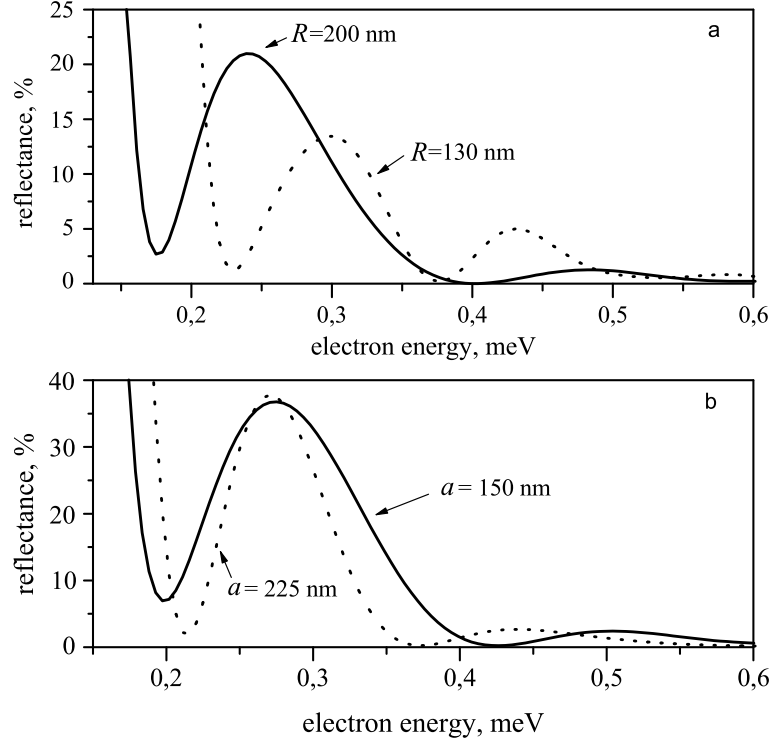 25
20
15
10
5
0
reflectance, %
R=200 nm
a
R=130 nm
0,2 0,3 0,4 0,5 0,6
electron energy, meV
40
30
20
10
0
reflectance, %
b
a= 150 nm
a=225 nm
0,2 0,3 0,4 0,5 0,6
electron energy, meV